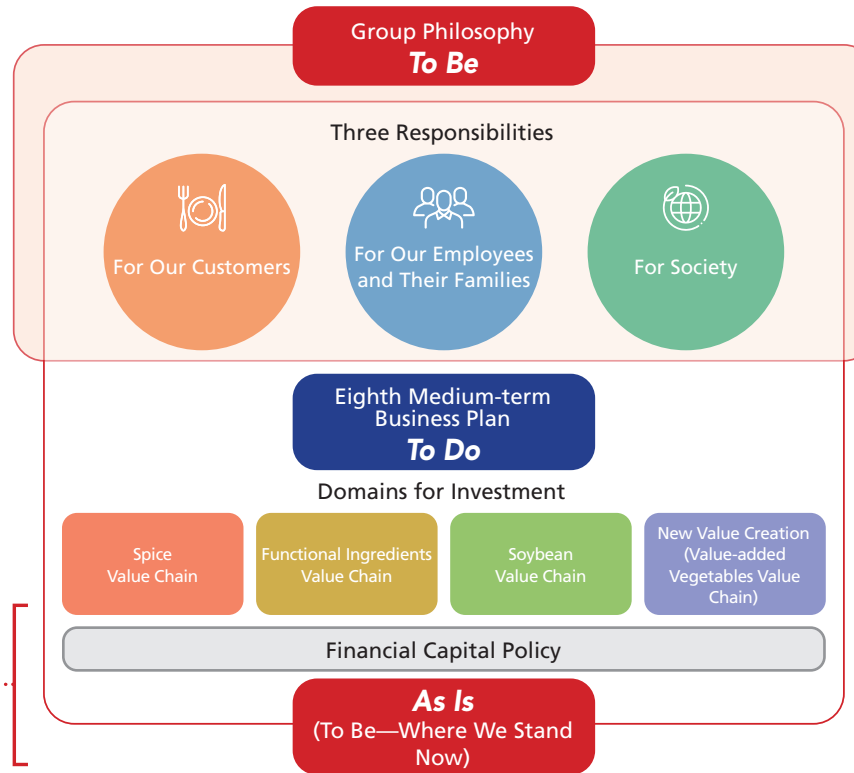 Group Philosophy
To Be
Three Responsibilities
For Our Customers
For Our Employees
and Their Families
For Society
Eighth Medium-term
Business Plan
To Do
Domains for Investment
Spice
Value Chain
Functional Ingredients
Value Chain
Soybean
Value Chain
New Value Creation
(Value-added
Vegetables Value
Chain)
Financial Capital Policy
As Is
(To Be—Where We Stand
Now)